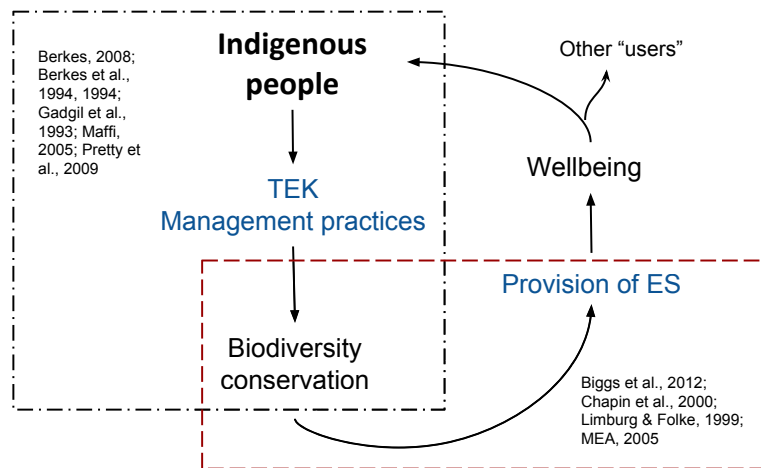 Berkes, 2008;
Berkes et al.,
1994, 1994;
Gadgil et al.,
1993; Maffi,
2005; Pretty et
al., 2009
Indigenous
people
Other “users”
Wellbeing
TEK
Management practices
Provision of ES
Biodiversity
conservation
Biggs et al., 2012;
Chapin et al., 2000;
Limburg & Folke, 1999;
MEA, 2005